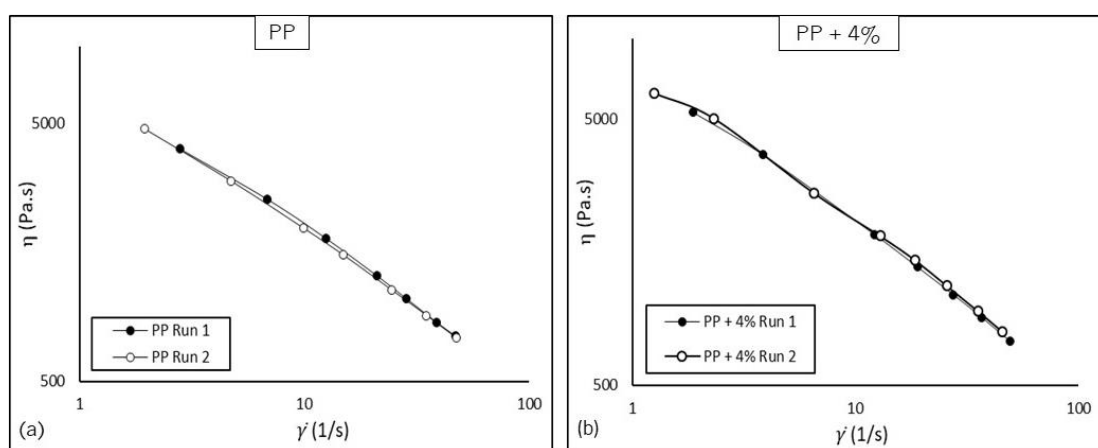 PP
5000
η (Pa.s)
PP Run 1
PP Run 2
500
1
10
100
γ̇ (1/s)
(a)
PP + 4%
5000
η (Pa.s)
PP + 4% Run 1
PP + 4% Run 2
500
1
10
100
γ̇ (1/s)
(b)